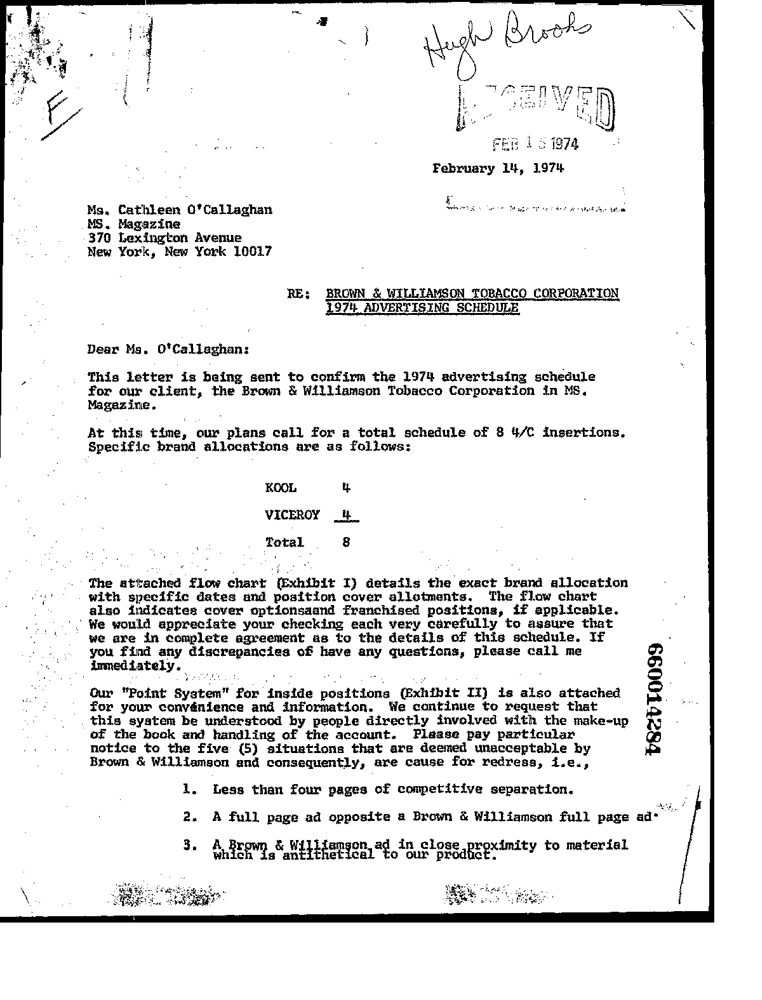 Hugh Brooks
E
RECEIVED
FEB 15 1974
February 14, 1974
Ms. Cathleen O'Callaghan
MS. Magazine
370 Lexington Avenue
New York, New York 10017
RE: BROWN & WILLIAMSON TOBACCO CORPORATION
1974 ADVERTISING SCHEDULE
Dear Ms. O'Callaghan:
This letter is being sent to confirm the 1974 advertising schedule
for our client, the Brown & Williamson Tobacco Corporation in MS.
Magazine.
At this time, our plans call for a total schedule of 8 4/C insertions.
Specific brand allocations are as follows:
KOOL 4
VICEROY 4
Total 8
The attached flow chart (Exhibit I) details the exact brand allocation
with specific dates and position cover allotments. The flow chart
also indicates cover optionsaand franchised positions, if applicable.
We would appreciate your checking each very carefully to assure that
we are in complete agreement as to the details of this schedule. If
you find any discrepancies of have any questions, please call me
immediately.
Our "Point System" for inside positions (Exhibit II) is also attached
for your convenience and information. We continue to request that
this system be understood by people directly involved with the make-up
of the book and handling of the account. Please pay particular
notice to the five (5) situations that are deemed unacceptable by
Brown & Williamson and consequently, are cause for redress, i.e.,
1. Less than four pages of competitive separation.
2. A full page ad opposite a Brown & Williamson full page ad.
3. A Brown & Williamson ad in close proximity to material
which is antithetical to our product.
660014284